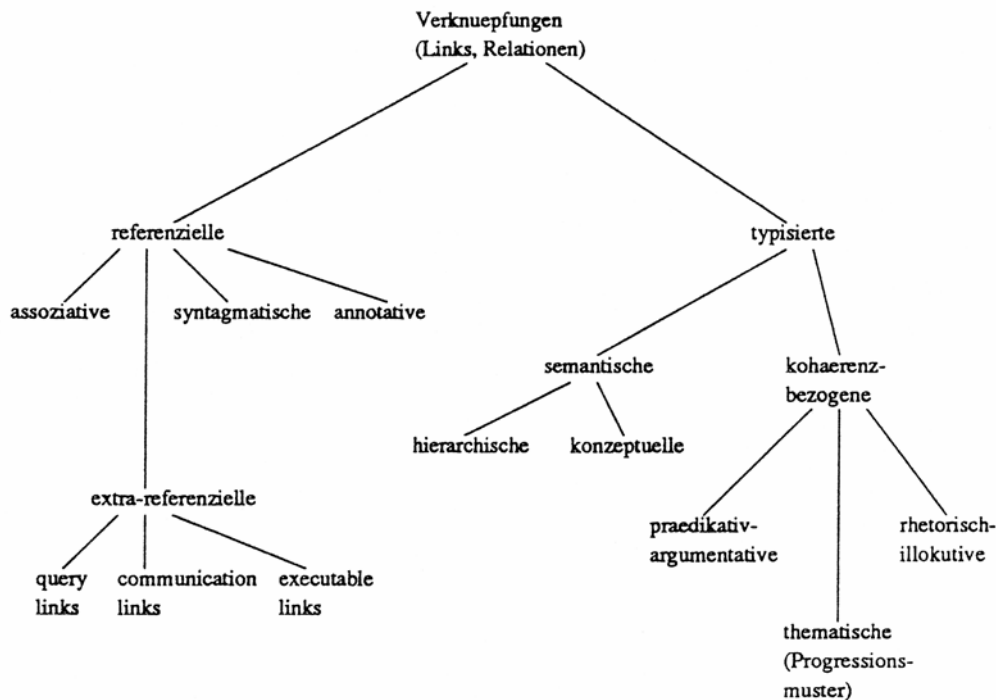 Verknuepfungen
(Links, Relationen)
referenzielle
typisierte
assoziative
syntagmatische
annotative
semantische
kohaerenz-
bezogene
hierarchische
konzeptuelle
extra-referenzielle
praedikativ-
argumentative
rhetorisch-
illokutive
query
links
communication
links
executable
links
thematische
(Progressions-
muster)